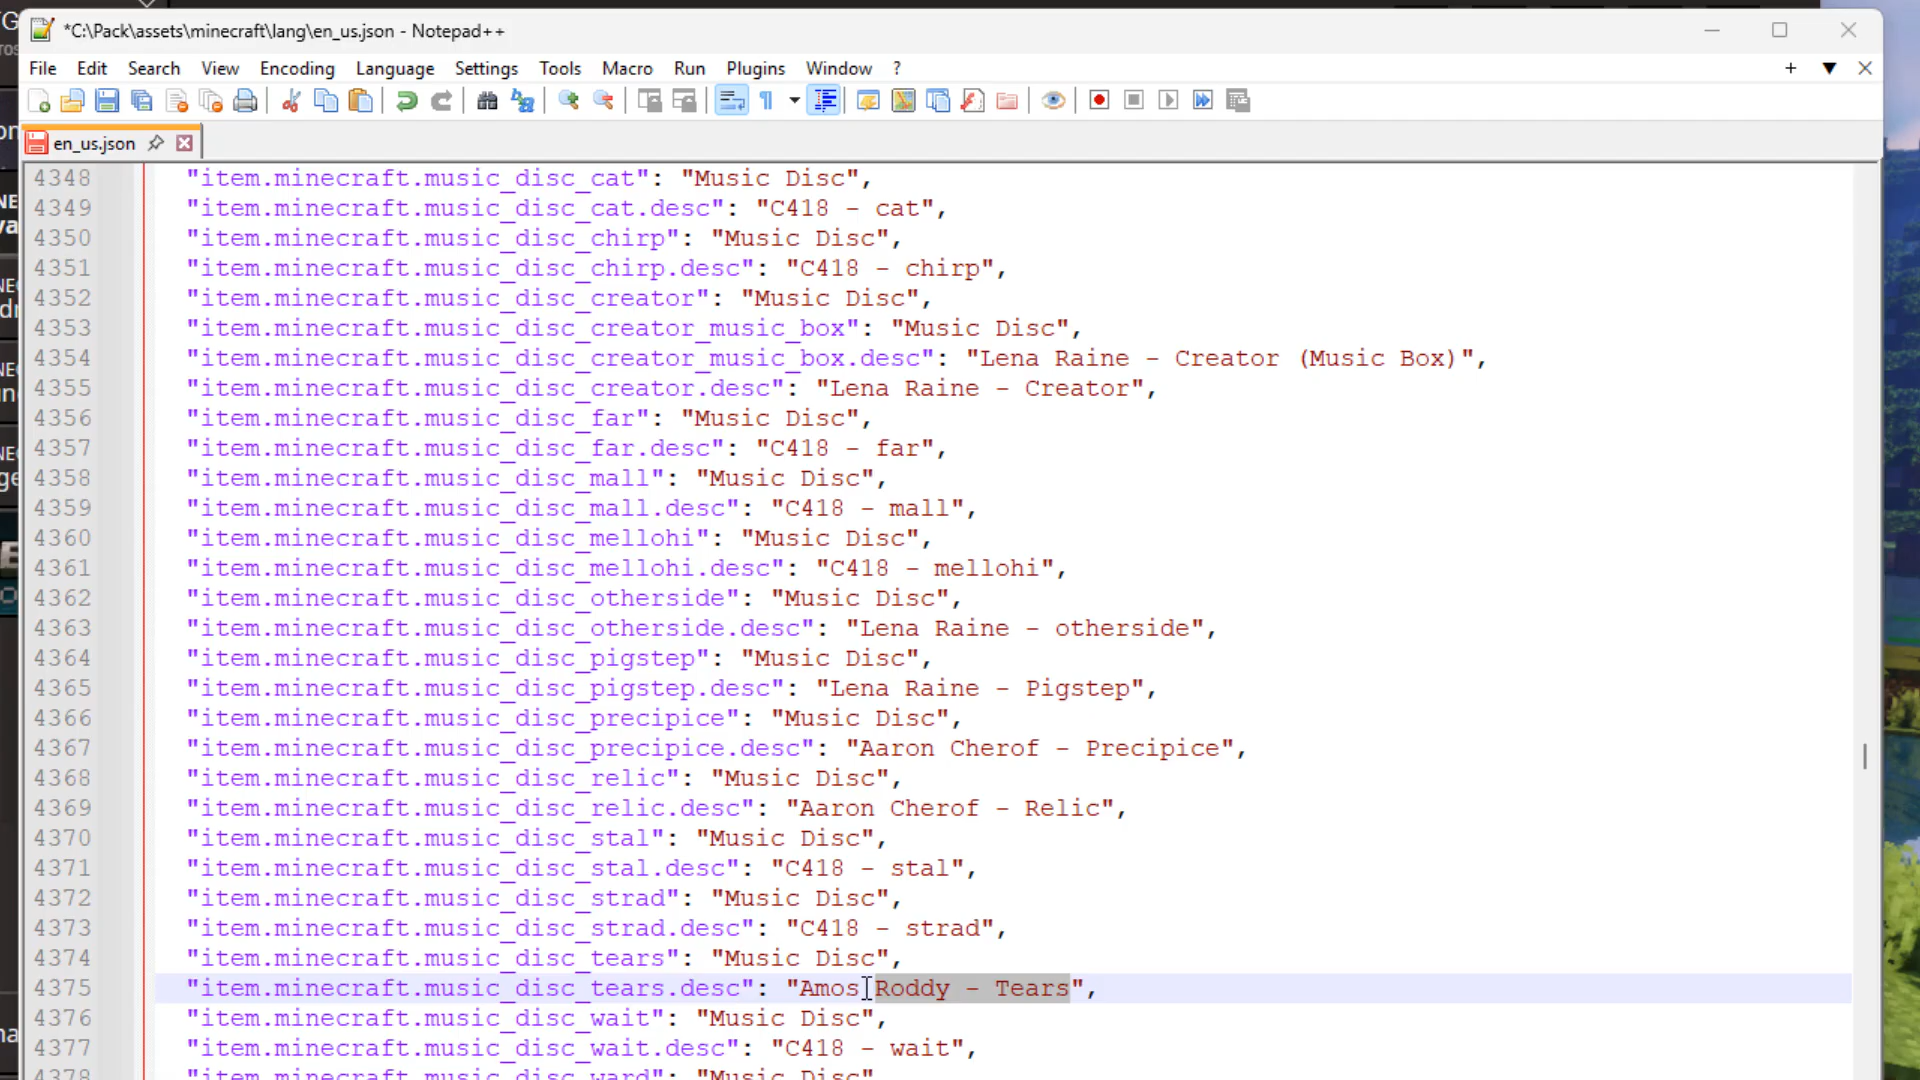 *C:\Pack\assets\minecraft\lang\en_us.json - Notepad++
File Edit Search View Encoding Language Settings Tools Macro Run Plugins Window ?
en_us.json
4348 "item.minecraft.music_disc_cat": "Music Disc",
4349 "item.minecraft.music_disc_cat.desc": "C418 - cat",
4350 "item.minecraft.music_disc_chirp": "Music Disc",
4351 "item.minecraft.music_disc_chirp.desc": "C418 - chirp",
4352 "item.minecraft.music_disc_creator": "Music Disc",
4353 "item.minecraft.music_disc_creator_music_box": "Music Disc",
4354 "item.minecraft.music_disc_creator_music_box.desc": "Lena Raine - Creator (Music Box)",
4355 "item.minecraft.music_disc_creator.desc": "Lena Raine - Creator",
4356 "item.minecraft.music_disc_far": "Music Disc",
4357 "item.minecraft.music_disc_far.desc": "C418 - far",
4358 "item.minecraft.music_disc_mall": "Music Disc",
4359 "item.minecraft.music_disc_mall.desc": "C418 - mall",
4360 "item.minecraft.music_disc_mellohi": "Music Disc",
4361 "item.minecraft.music_disc_mellohi.desc": "C418 - mellohi",
4362 "item.minecraft.music_disc_otherside": "Music Disc",
4363 "item.minecraft.music_disc_otherside.desc": "Lena Raine - otherside",
4364 "item.minecraft.music_disc_pigstep": "Music Disc",
4365 "item.minecraft.music_disc_pigstep.desc": "Lena Raine - Pigstep",
4366 "item.minecraft.music_disc_precipice": "Music Disc",
4367 "item.minecraft.music_disc_precipice.desc": "Aaron Cherof - Precipice",
4368 "item.minecraft.music_disc_relic": "Music Disc",
4369 "item.minecraft.music_disc_relic.desc": "Aaron Cherof - Relic",
4370 "item.minecraft.music_disc_stal": "Music Disc",
4371 "item.minecraft.music_disc_stal.desc": "C418 - stal",
4372 "item.minecraft.music_disc_strad": "Music Disc",
4373 "item.minecraft.music_disc_strad.desc": "C418 - strad",
4374 "item.minecraft.music_disc_tears": "Music Disc",
4375 "item.minecraft.music_disc_tears.desc": "Amos Roddy - Tears",
4376 "item.minecraft.music_disc_wait": "Music Disc",
4377 "item.minecraft.music_disc_wait.desc": "C418 - wait",
4378 "item.minecraft.music_disc_ward": "Music Disc"